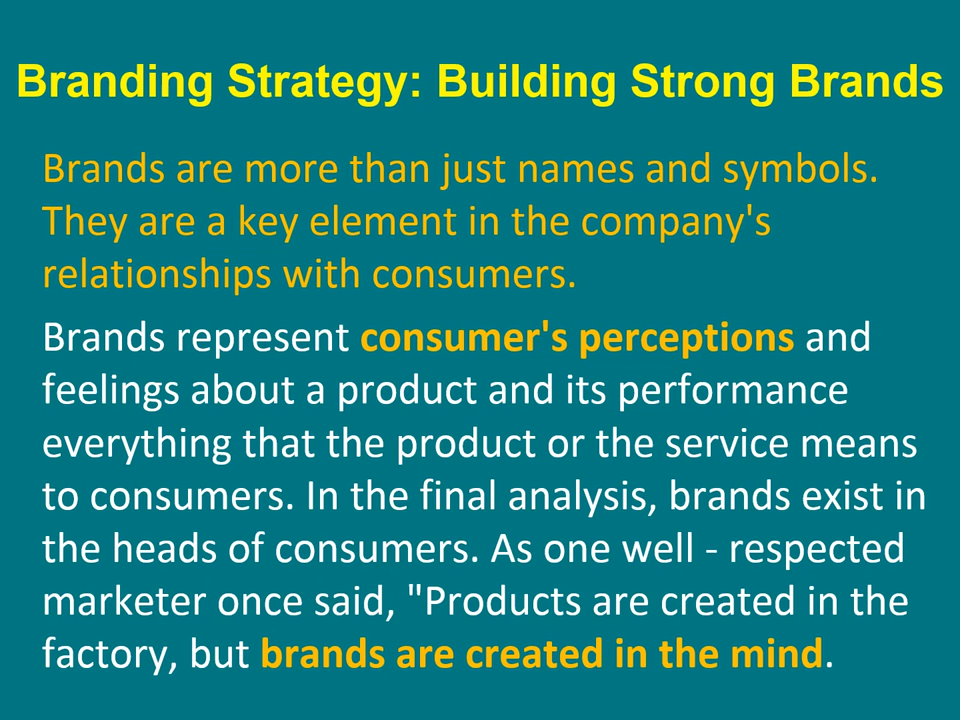 Branding Strategy: Building Strong Brands
Brands are more than just names and symbols.
They are a key element in the company's
relationships with consumers.
Brands represent consumer's perceptions and
feelings about a product and its performance
everything that the product or the service means
to consumers. In the final analysis, brands exist in
the heads of consumers. As one well - respected
marketer once said, "Products are created in the
factory, but brands are created in the mind.